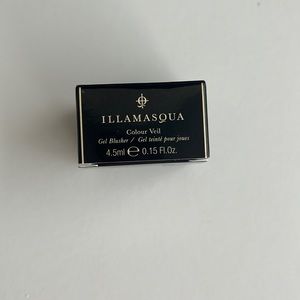 ILLAMASQUA
Colour Veil
Gel Blusher / Gel teinté pour joues
4.5ml ℮ 0.15 Fl.Oz.